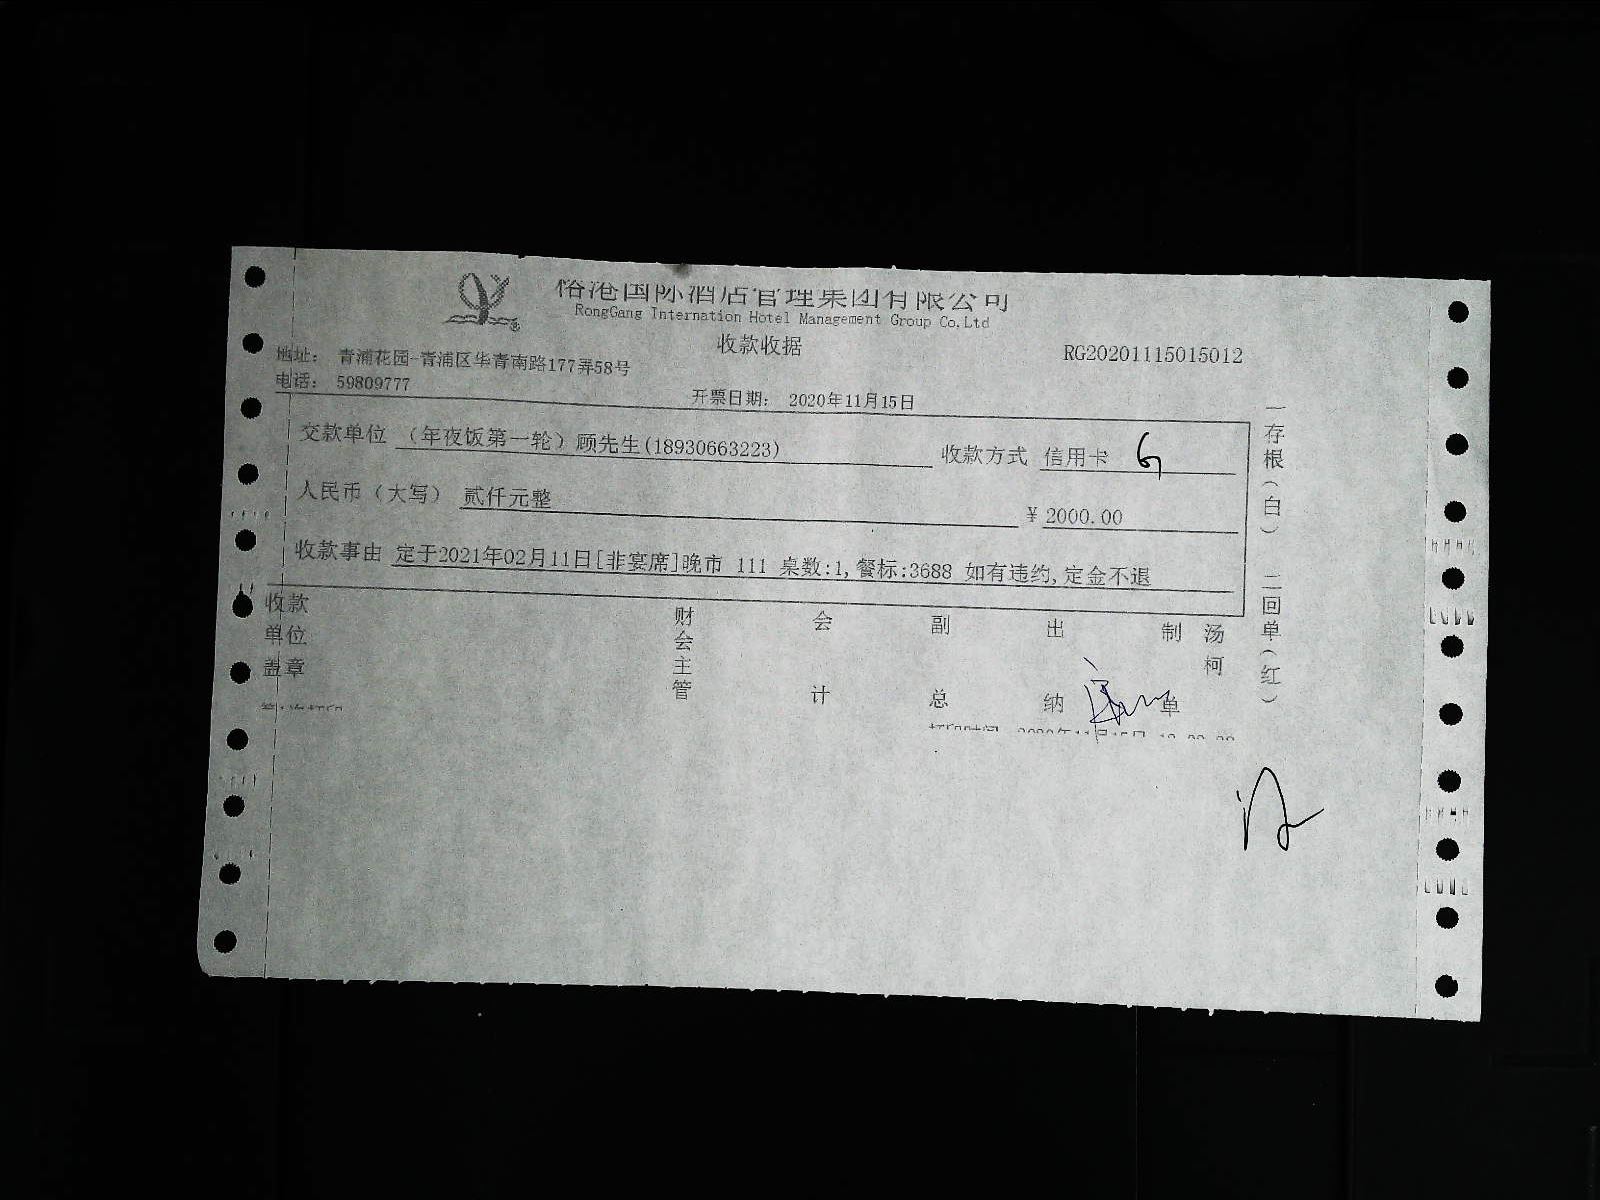 港国际酒店管理集团有限公司
RongGang Internation Hotel Management Group Co.Ltd
收款收据
RG20201115015012
地址： 青浦花园-青浦区华青南路177弄58号
电话： 59809777
开票日期： 2020年11月15日
交款单位 （年夜饭第一轮）顾先生(18930663223) 收款方式 信用卡
人民币（大写） 贰仟元整 ¥ 2000.00
收款事由 定于2021年02月11日[非宴席]晚市 111 桌数:1,餐标:3688 如有违约,定金不退
收款单位盖章 财会主管 会计 副总 出纳 制单 汤柯
一存根（白） 二回单（红）